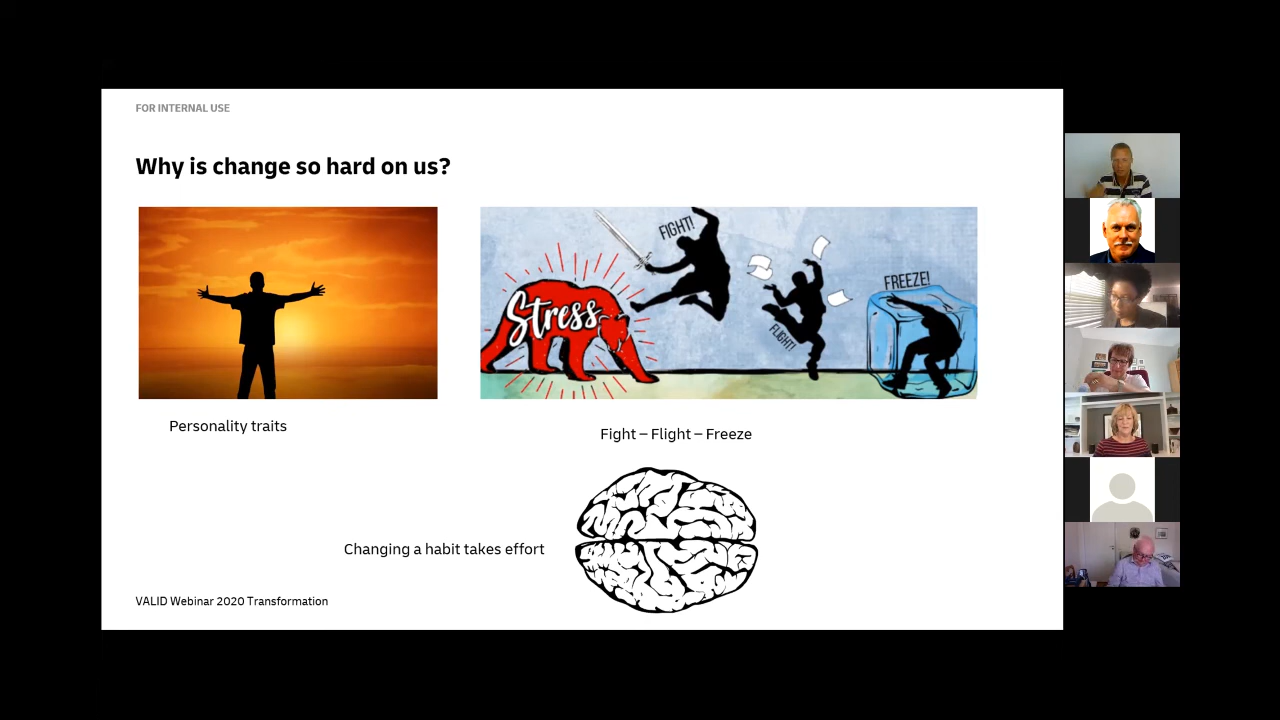 FOR INTERNAL USE
Why is change so hard on us?
FIGHT!
Stress
FLIGHT!
FREEZE!
Personality traits
Fight – Flight – Freeze
Changing a habit takes effort
VALID Webinar 2020 Transformation